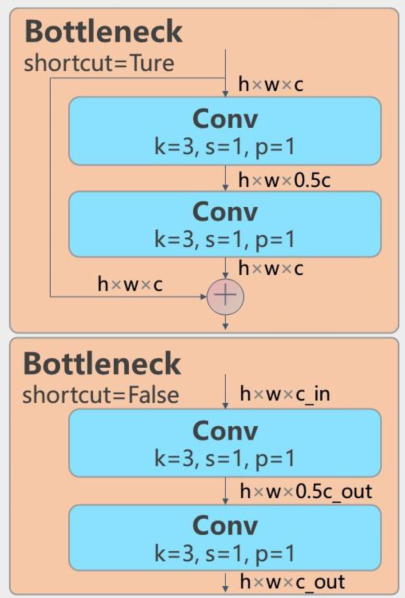 Bottleneck
shortcut=Ture
h×w×c
Conv
k=3, s=1, p=1
h×w×0.5c
Conv
k=3, s=1, p=1
h×w×c
h×w×c
+
Bottleneck
shortcut=False
h×w×c_in
Conv
k=3, s=1, p=1
h×w×0.5c_out
Conv
k=3, s=1, p=1
h×w×c_out